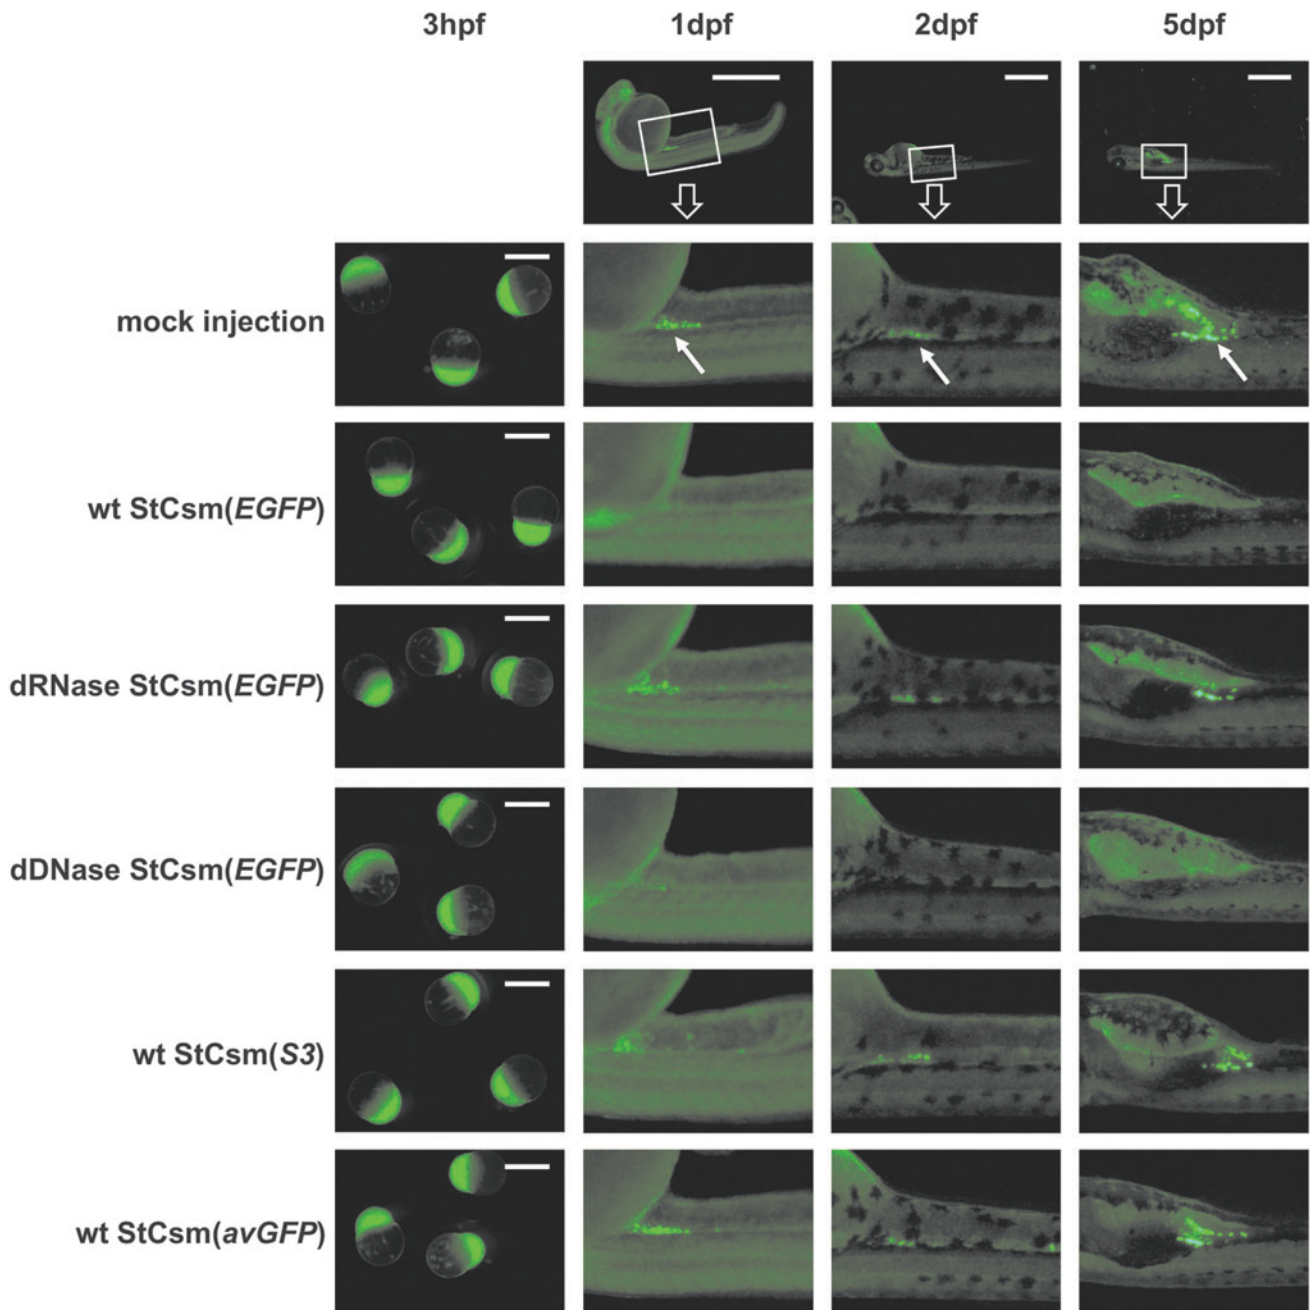 3hpf 1dpf 2dpf 5dpf
mock injection
wt StCsm(EGFP)
dRNase StCsm(EGFP)
dDNase StCsm(EGFP)
wt StCsm(S3)
wt StCsm(avGFP)